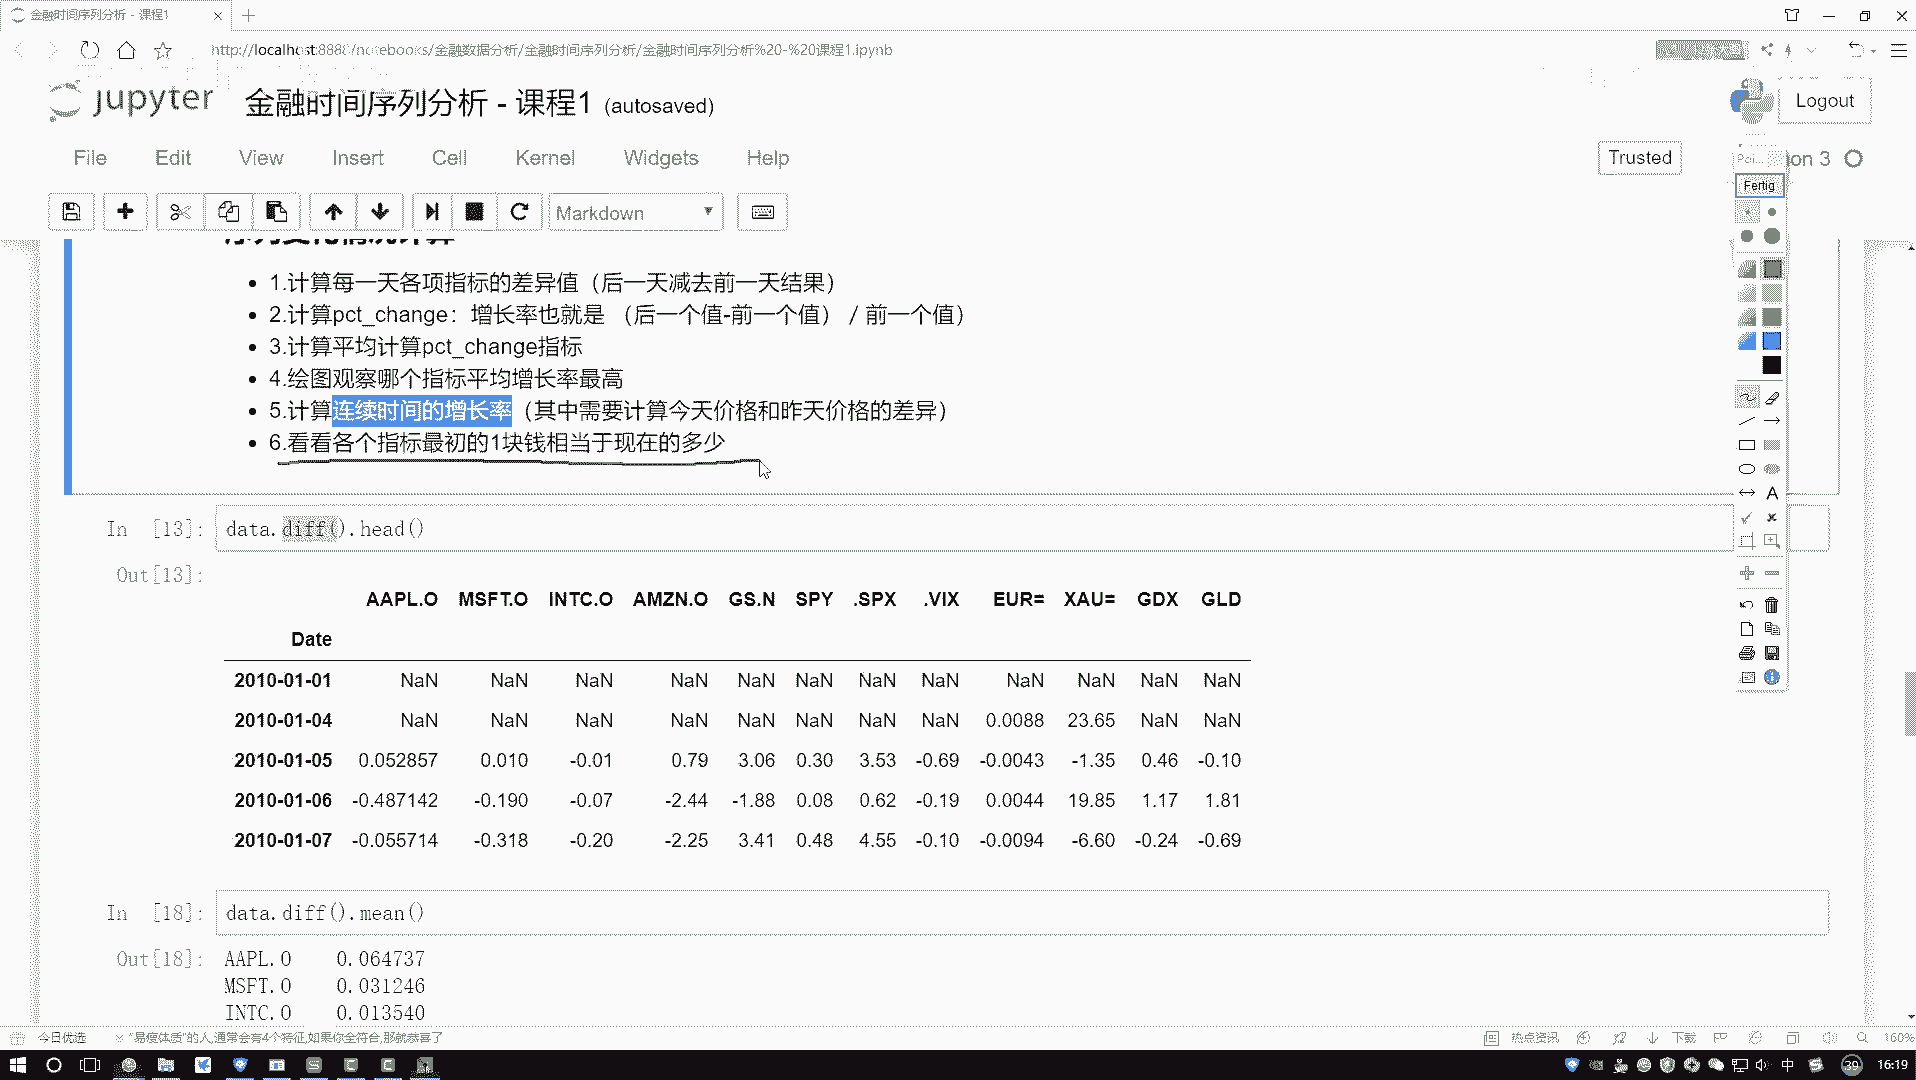 金融时间序列分析 - 课程1
http://localhost:8888/notebooks/金融数据分析/金融时间序列分析/金融时间序列分析%20-%20课程1.ipynb
jupyter 金融时间序列分析 - 课程1 (autosaved)
Logout
File Edit View Insert Cell Kernel Widgets Help
Trusted
on 3
Fertig
Markdown
1.计算每一天各项指标的差异值（后一天减去前一天结果）
2.计算pct_change：增长率也就是 （后一个值-前一个值）/ 前一个值）
3.计算平均计算pct_change指标
4.绘图观察哪个指标平均增长率最高
5.计算连续时间的增长率（其中需要计算今天价格和昨天价格的差异）
6.看看各个指标最初的1块钱相当于现在的多少
In [13]: data.diff().head()
Out[13]:
AAPL.O MSFT.O INTC.O AMZN.O GS.N SPY .SPX .VIX EUR= XAU= GDX GLD
Date
2010-01-01 NaN NaN NaN NaN NaN NaN NaN NaN NaN NaN NaN NaN
2010-01-04 NaN NaN NaN NaN NaN NaN NaN NaN 0.0088 23.65 NaN NaN
2010-01-05 0.052857 0.010 -0.01 0.79 3.06 0.30 3.53 -0.69 -0.0043 -1.35 0.46 -0.10
2010-01-06 -0.487142 -0.190 -0.07 -2.44 -1.88 0.08 0.62 -0.19 0.0044 19.85 1.17 1.81
2010-01-07 -0.055714 -0.318 -0.20 -2.25 3.41 0.48 4.55 -0.10 -0.0094 -6.60 -0.24 -0.69
In [18]: data.diff().mean()
Out[18]: AAPL.O 0.064737
MSFT.O 0.031246
INTC.O 0.013540
今日优选 “易瘦体质”的人,通常会有4个特征,如果你全符合,那就恭喜了
热点资讯 下载 160%
中 39 16:19